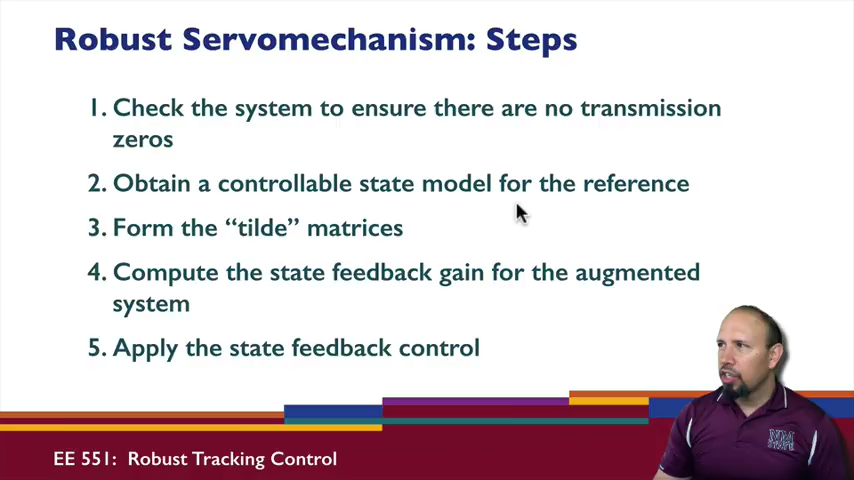 Robust Servomechanism: Steps
1. Check the system to ensure there are no transmission
zeros
2. Obtain a controllable state model for the reference
3. Form the “tilde” matrices
4. Compute the state feedback gain for the augmented
system
5. Apply the state feedback control
NM
STATE
EE 551: Robust Tracking Control